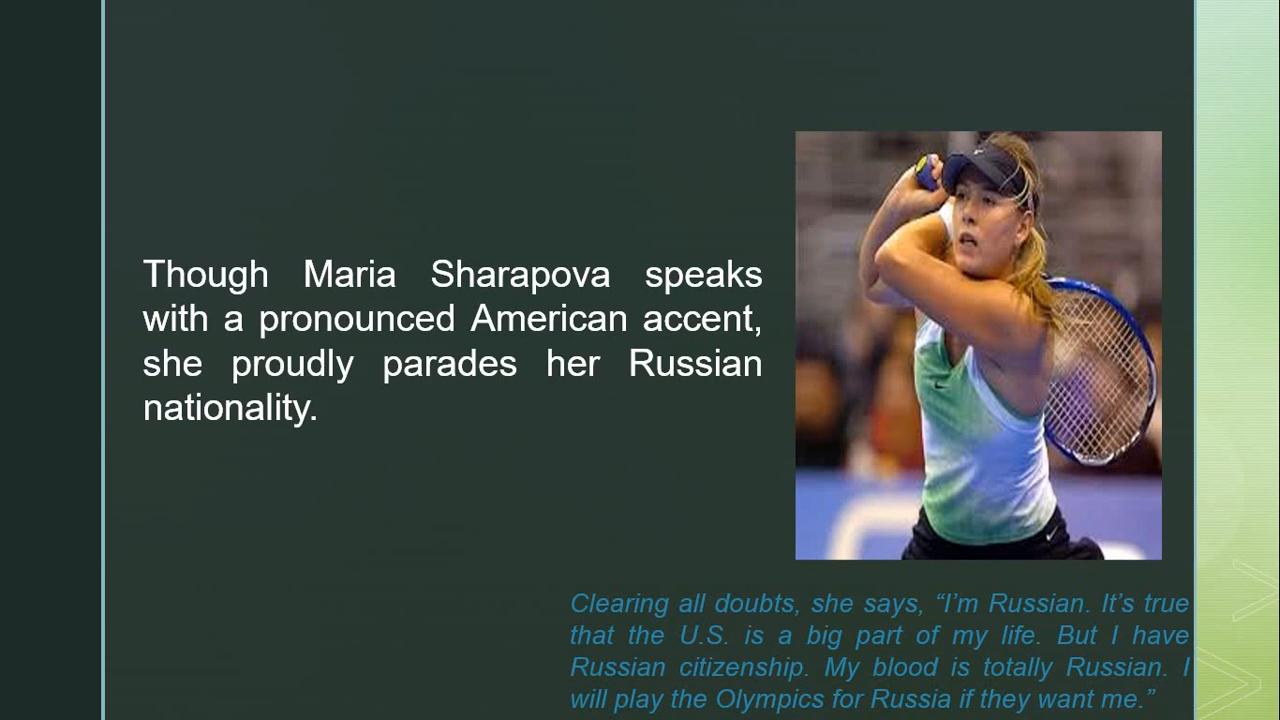 Though Maria Sharapova speaks
with a pronounced American accent,
she proudly parades her Russian
nationality.
Clearing all doubts, she says, “I’m Russian. It’s true
that the U.S. is a big part of my life. But I have
Russian citizenship. My blood is totally Russian. I
will play the Olympics for Russia if they want me.”